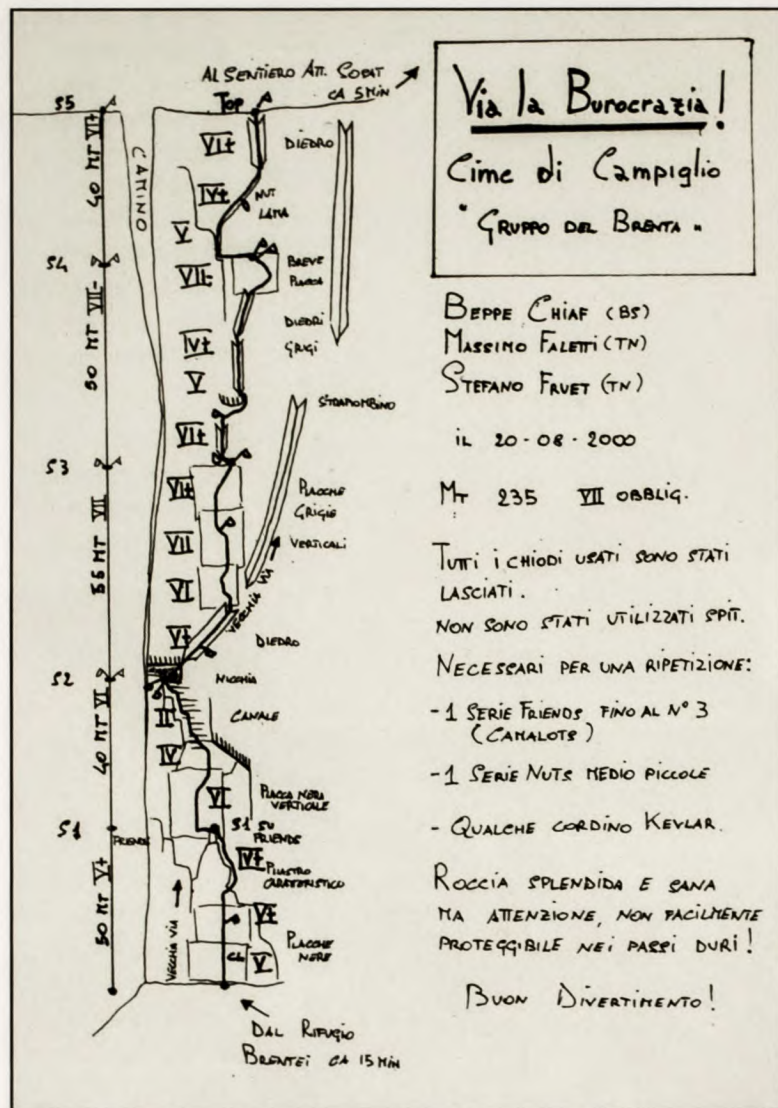 AL SENTIERO ATT. SOSAT
CA 5 MIN
TOP
S5
40 MT VI+
CAMINO
VI+
DIEDRO
IV+
NUT
LAMA
V
S4
VII-
BREVE
PLACCA
50 MT VII-
DIEDRI
GRIGI
IV+
V
STRAPIOMBINO
VI+
S3
VI+
PLACCHE
GRIGIE
VERTICALI
VII
55 MT VII
VI
VECCHIA VIA
V+
DIEDRO
S2
NICCHIA
II
CANALE
IV
40 MT VI
VI
PLACCA NERA
VERTICALE
S1
FRIENDS
S1 SU
FRIENDS
V+
PILASTRO
CARATTERISTICO
50 MT V+
VECCHIA VIA
V+
PLACCHE
NERE
CL
V
DAL RIFUGIO
BRENTEI CA 15 MIN
Via la Burocrazia!
Cime di Campiglio
"GRUPPO DEL BRENTA"
BEPPE CHIAF (BS)
MASSIMO FALETTI (TN)
STEFANO FRUET (TN)
IL 20-08-2000
MT 235 VII OBBLIG.
TUTTI I CHIODI USATI SONO STATI
LASCIATI.
NON SONO STATI UTILIZZATI SPIT.
NECESSARI PER UNA RIPETIZIONE:
- 1 SERIE FRIENDS FINO AL N° 3
(CAMALOTS)
- 1 SERIE NUTS MEDIO PICCOLE
- QUALCHE CORDINO KEVLAR.
ROCCIA SPLENDIDA E SANA
MA ATTENZIONE, NON FACILMENTE
PROTEGGIBILE NEI PASSI DURI!
BUON DIVERTIMENTO!